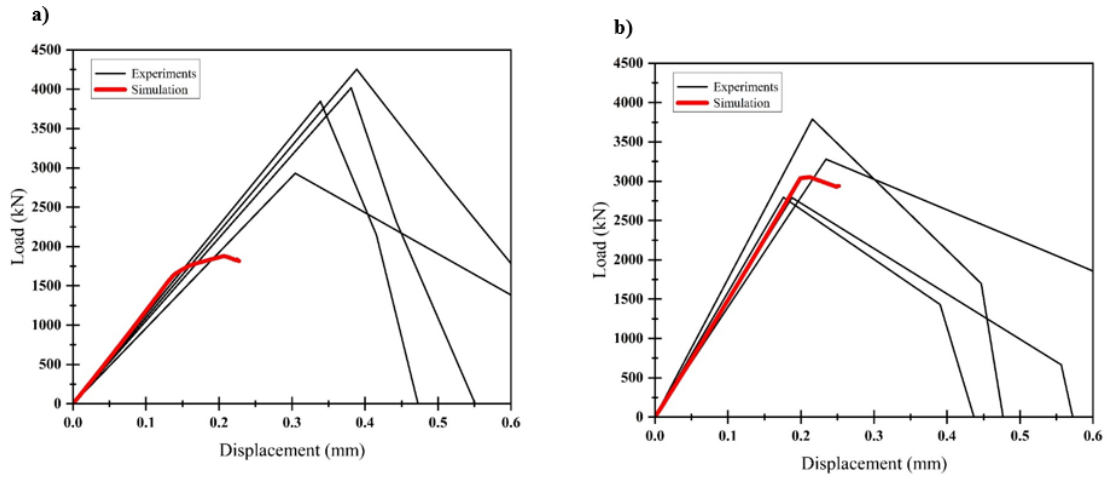 a)
4500
4000
3500
3000
2500
2000
1500
1000
500
0
Load (kN)
Experiments
Simulation
0.0 0.1 0.2 0.3 0.4 0.5 0.6
Displacement (mm)
b)
4500
4000
3500
3000
2500
2000
1500
1000
500
0
Load (kN)
Experiments
Simulation
0.0 0.1 0.2 0.3 0.4 0.5 0.6
Displacement (mm)